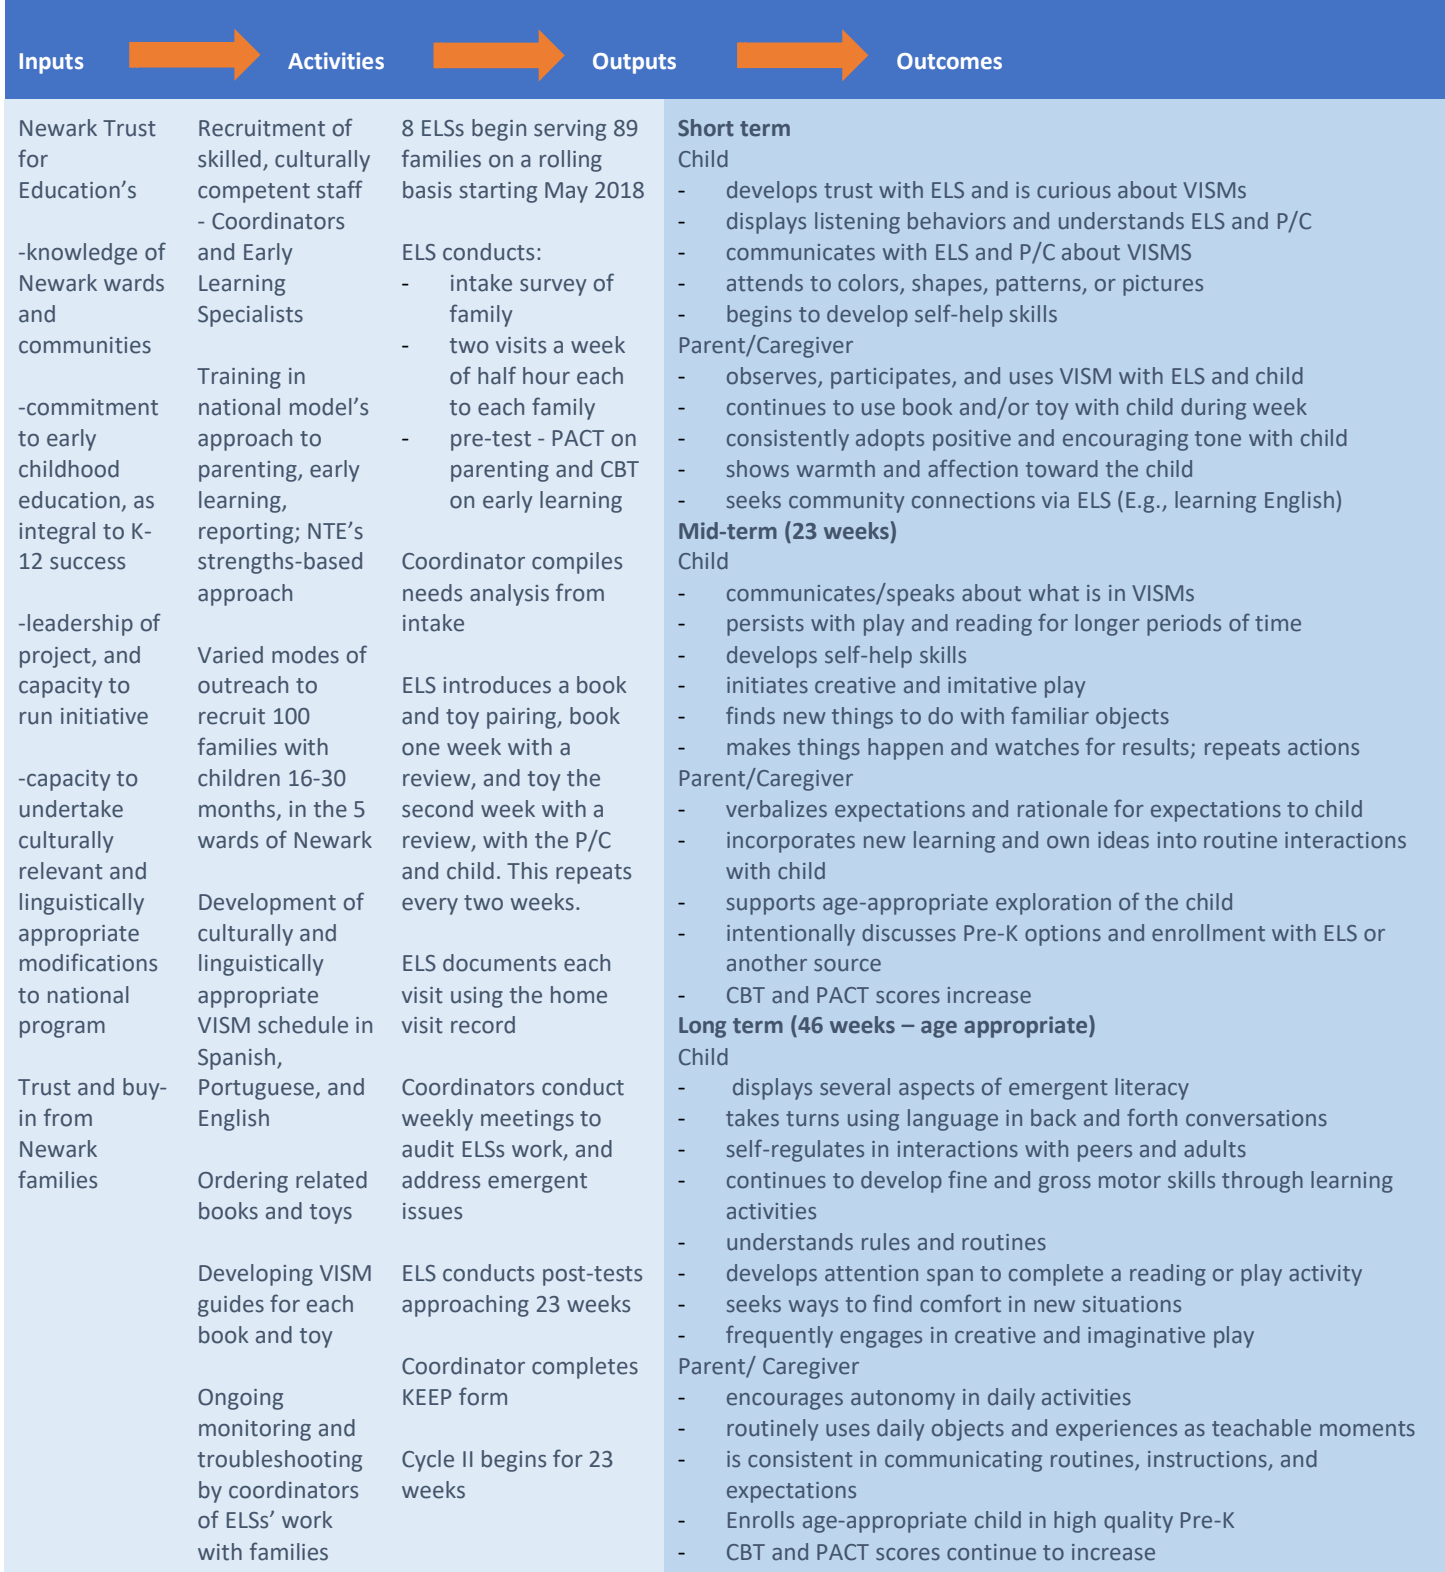 Inputs
Activities
Outputs
Outcomes
Newark Trust
for
Education’s
-knowledge of
Newark wards
and
communities
-commitment
to early
childhood
education, as
integral to K-
12 success
-leadership of
project, and
capacity to
run initiative
-capacity to
undertake
culturally
relevant and
linguistically
appropriate
modifications
to national
program
Trust and buy-
in from
Newark
families
Recruitment of
skilled, culturally
competent staff
- Coordinators
and Early
Learning
Specialists
Training in
national model’s
approach to
parenting, early
learning,
reporting; NTE’s
strengths-based
approach
Varied modes of
outreach to
recruit 100
families with
children 16-30
months, in the 5
wards of Newark
Development of
culturally and
linguistically
appropriate
VISM schedule in
Spanish,
Portuguese, and
English
Ordering related
books and toys
Developing VISM
guides for each
book and toy
Ongoing
monitoring and
troubleshooting
by coordinators
of ELSs’ work
with families
8 ELSs begin serving 89
families on a rolling
basis starting May 2018
ELS conducts:
- intake survey of
family
- two visits a week
of half hour each
to each family
- pre-test - PACT on
parenting and CBT
on early learning
Coordinator compiles
needs analysis from
intake
ELS introduces a book
and toy pairing, book
one week with a
review, and toy the
second week with a
review, with the P/C
and child. This repeats
every two weeks.
ELS documents each
visit using the home
visit record
Coordinators conduct
weekly meetings to
audit ELSs work, and
address emergent
issues
ELS conducts post-tests
approaching 23 weeks
Coordinator completes
KEEP form
Cycle II begins for 23
weeks
Short term
Child
- develops trust with ELS and is curious about VISMs
- displays listening behaviors and understands ELS and P/C
- communicates with ELS and P/C about VISMS
- attends to colors, shapes, patterns, or pictures
- begins to develop self-help skills
Parent/Caregiver
- observes, participates, and uses VISM with ELS and child
- continues to use book and/or toy with child during week
- consistently adopts positive and encouraging tone with child
- shows warmth and affection toward the child
- seeks community connections via ELS (E.g., learning English)
Mid-term (23 weeks)
Child
- communicates/speaks about what is in VISMs
- persists with play and reading for longer periods of time
- develops self-help skills
- initiates creative and imitative play
- finds new things to do with familiar objects
- makes things happen and watches for results; repeats actions
Parent/Caregiver
- verbalizes expectations and rationale for expectations to child
- incorporates new learning and own ideas into routine interactions
with child
- supports age-appropriate exploration of the child
- intentionally discusses Pre-K options and enrollment with ELS or
another source
- CBT and PACT scores increase
Long term (46 weeks – age appropriate)
Child
- displays several aspects of emergent literacy
- takes turns using language in back and forth conversations
- self-regulates in interactions with peers and adults
- continues to develop fine and gross motor skills through learning
activities
- understands rules and routines
- develops attention span to complete a reading or play activity
- seeks ways to find comfort in new situations
- frequently engages in creative and imaginative play
Parent/ Caregiver
- encourages autonomy in daily activities
- routinely uses daily objects and experiences as teachable moments
- is consistent in communicating routines, instructions, and
expectations
- Enrolls age-appropriate child in high quality Pre-K
- CBT and PACT scores continue to increase